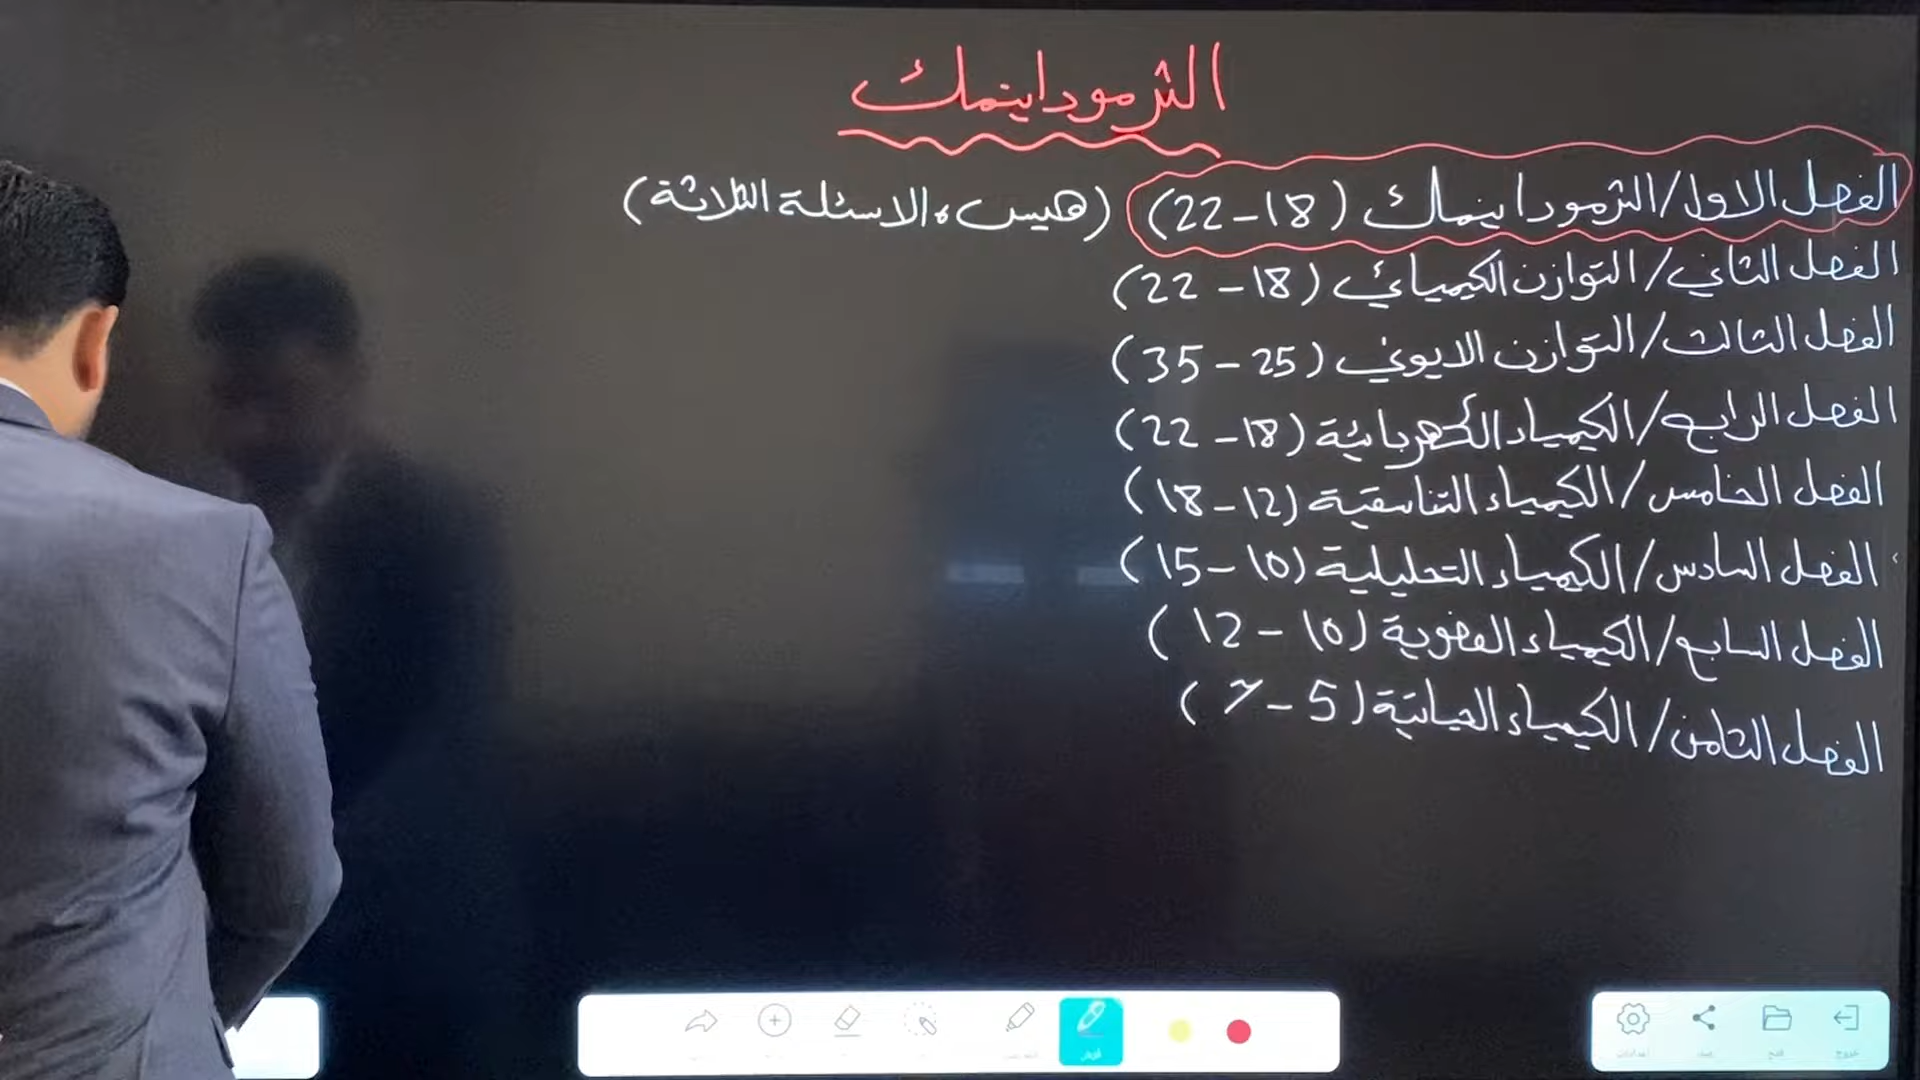 الثرموداينمك
الفصل الاول/الثرموداينمك (18-22) (هيس، الاسئلة الثلاثة)
الفصل الثاني/التوازن الكيميائي (18-22)
الفصل الثالث/التوازن الايوني (25-35)
الفصل الرابع/الكيمياء الكهربائية (18-22)
الفصل الخامس/الكيمياء التناسقية (12-18)
الفصل السادس/الكيمياء التحليلية (10-15)
الفصل السابع/الكيمياء العضوية (10-12)
الفصل الثامن/الكيمياء الحياتية (5-7)
خروج
فتح